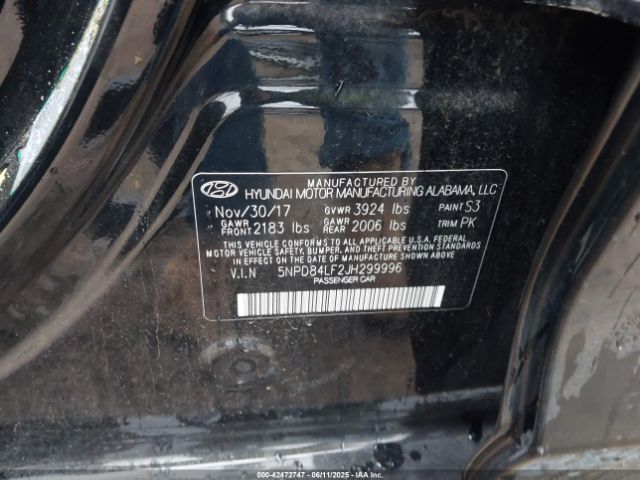 MANUFACTURED BY
HYUNDAI MOTOR MANUFACTURING ALABAMA, LLC
Nov/30/17 GVWR 3924 lbs PAINT S3
GAWR FRONT 2183 lbs GAWR REAR 2006 lbs TRIM PK
THIS VEHICLE CONFORMS TO ALL APPLICABLE U.S.A. FEDERAL
MOTOR VEHICLE SAFETY, BUMPER, AND THEFT PREVENTION STANDARDS
IN EFFECT ON THE DATE OF MANUFACTURE SHOWN ABOVE.
V.I.N 5NPD84LF2JH299996
PASSENGER CAR
000-42472747 - 06/11/2025 - IAAI.COM